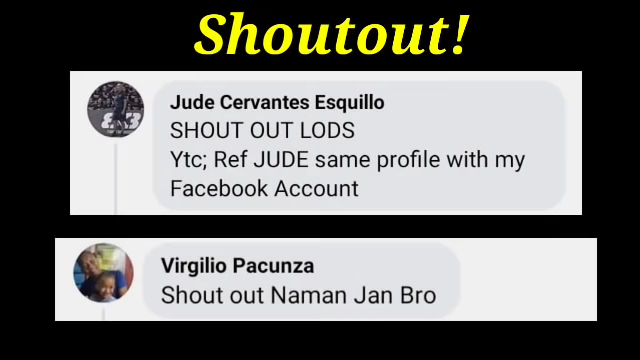 Shoutout!
Jude Cervantes Esquillo
SHOUT OUT LODS
Ytc; Ref JUDE same profile with my
Facebook Account
Virgilio Pacunza
Shout out Naman Jan Bro